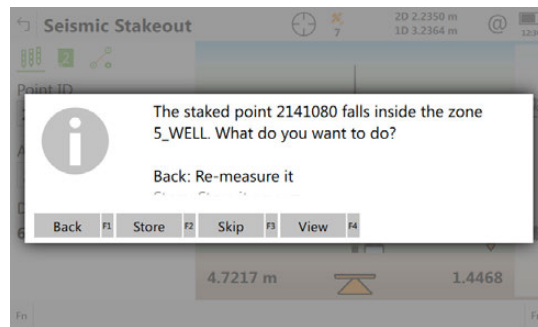 Seismic Stakeout
7
2D 2.2350 m
1D 3.2364 m
@
Point ID
The staked point 2141080 falls inside the zone
5_WELL. What do you want to do?
Back: Re-measure it
Back F1 Store F2 Skip F3 View F4
4.7217 m
1.4468
Fn